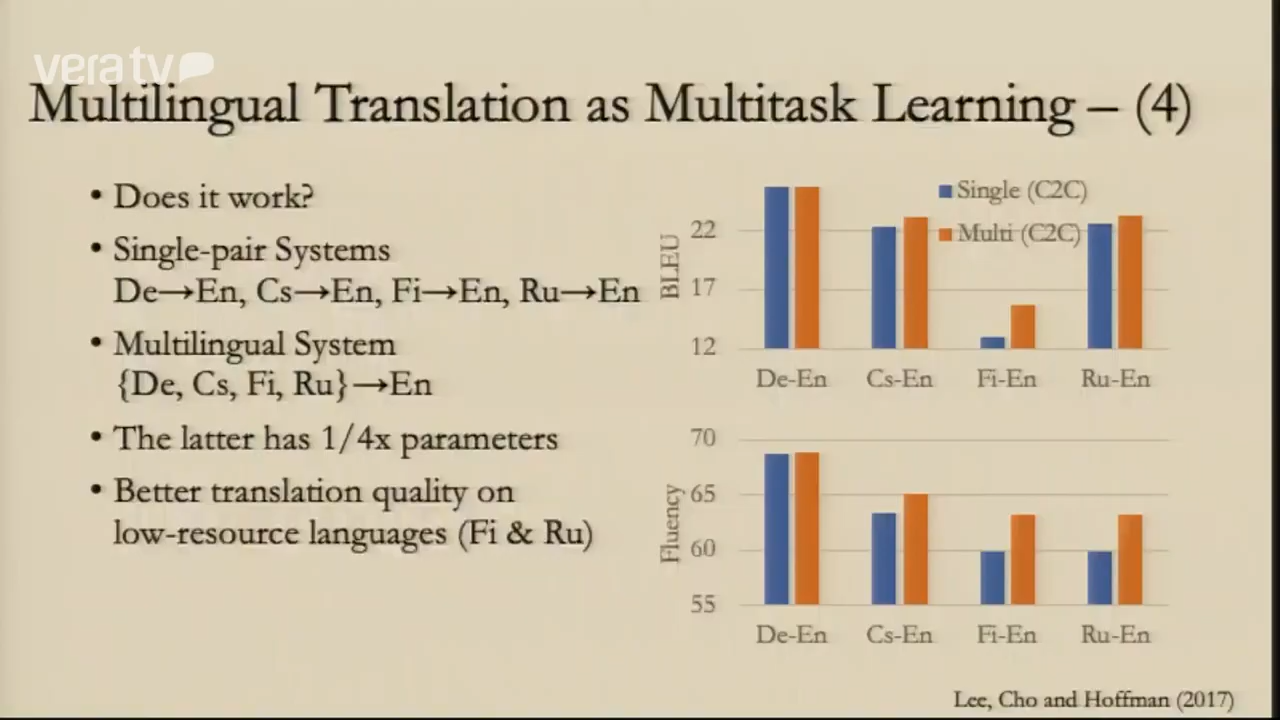 vera tv
Multilingual Translation as Multitask Learning – (4)
• Does it work?
• Single-pair Systems
De→En, Cs→En, Fi→En, Ru→En
• Multilingual System
{De, Cs, Fi, Ru}→En
• The latter has 1/4x parameters
• Better translation quality on
low-resource languages (Fi & Ru)
Single (C2C)
Multi (C2C)
BLEU
22
17
12
De-En Cs-En Fi-En Ru-En
Fluency
70
65
60
55
De-En Cs-En Fi-En Ru-En
Lee, Cho and Hoffman (2017)